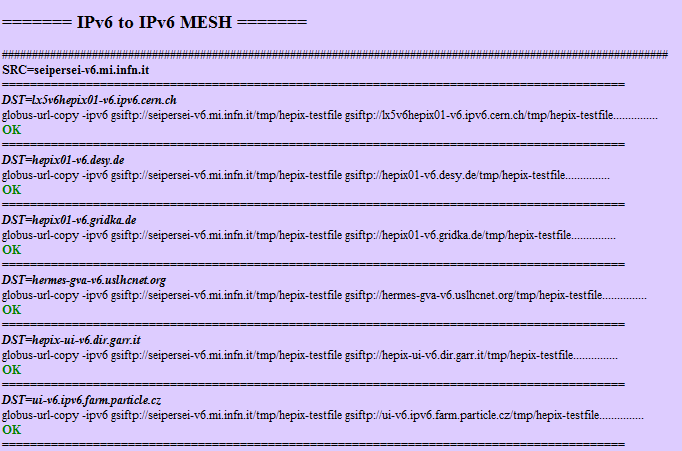 ======= IPv6 to IPv6 MESH =======
###############################################################################################
SRC=seipersei-v6.mi.infn.it
=========================================================================================
DST=lx5v6hepix01-v6.ipv6.cern.ch
globus-url-copy -ipv6 gsiftp://seipersei-v6.mi.infn.it/tmp/hepix-testfile gsiftp://lx5v6hepix01-v6.ipv6.cern.ch/tmp/hepix-testfile...............
OK
=========================================================================================
DST=hepix01-v6.desy.de
globus-url-copy -ipv6 gsiftp://seipersei-v6.mi.infn.it/tmp/hepix-testfile gsiftp://hepix01-v6.desy.de/tmp/hepix-testfile...............
OK
=========================================================================================
DST=hepix01-v6.gridka.de
globus-url-copy -ipv6 gsiftp://seipersei-v6.mi.infn.it/tmp/hepix-testfile gsiftp://hepix01-v6.gridka.de/tmp/hepix-testfile...............
OK
=========================================================================================
DST=hermes-gva-v6.uslhcnet.org
globus-url-copy -ipv6 gsiftp://seipersei-v6.mi.infn.it/tmp/hepix-testfile gsiftp://hermes-gva-v6.uslhcnet.org/tmp/hepix-testfile...............
OK
=========================================================================================
DST=hepix-ui-v6.dir.garr.it
globus-url-copy -ipv6 gsiftp://seipersei-v6.mi.infn.it/tmp/hepix-testfile gsiftp://hepix-ui-v6.dir.garr.it/tmp/hepix-testfile...............
OK
=========================================================================================
DST=ui-v6.ipv6.farm.particle.cz
globus-url-copy -ipv6 gsiftp://seipersei-v6.mi.infn.it/tmp/hepix-testfile gsiftp://ui-v6.ipv6.farm.particle.cz/tmp/hepix-testfile...............
OK
=========================================================================================